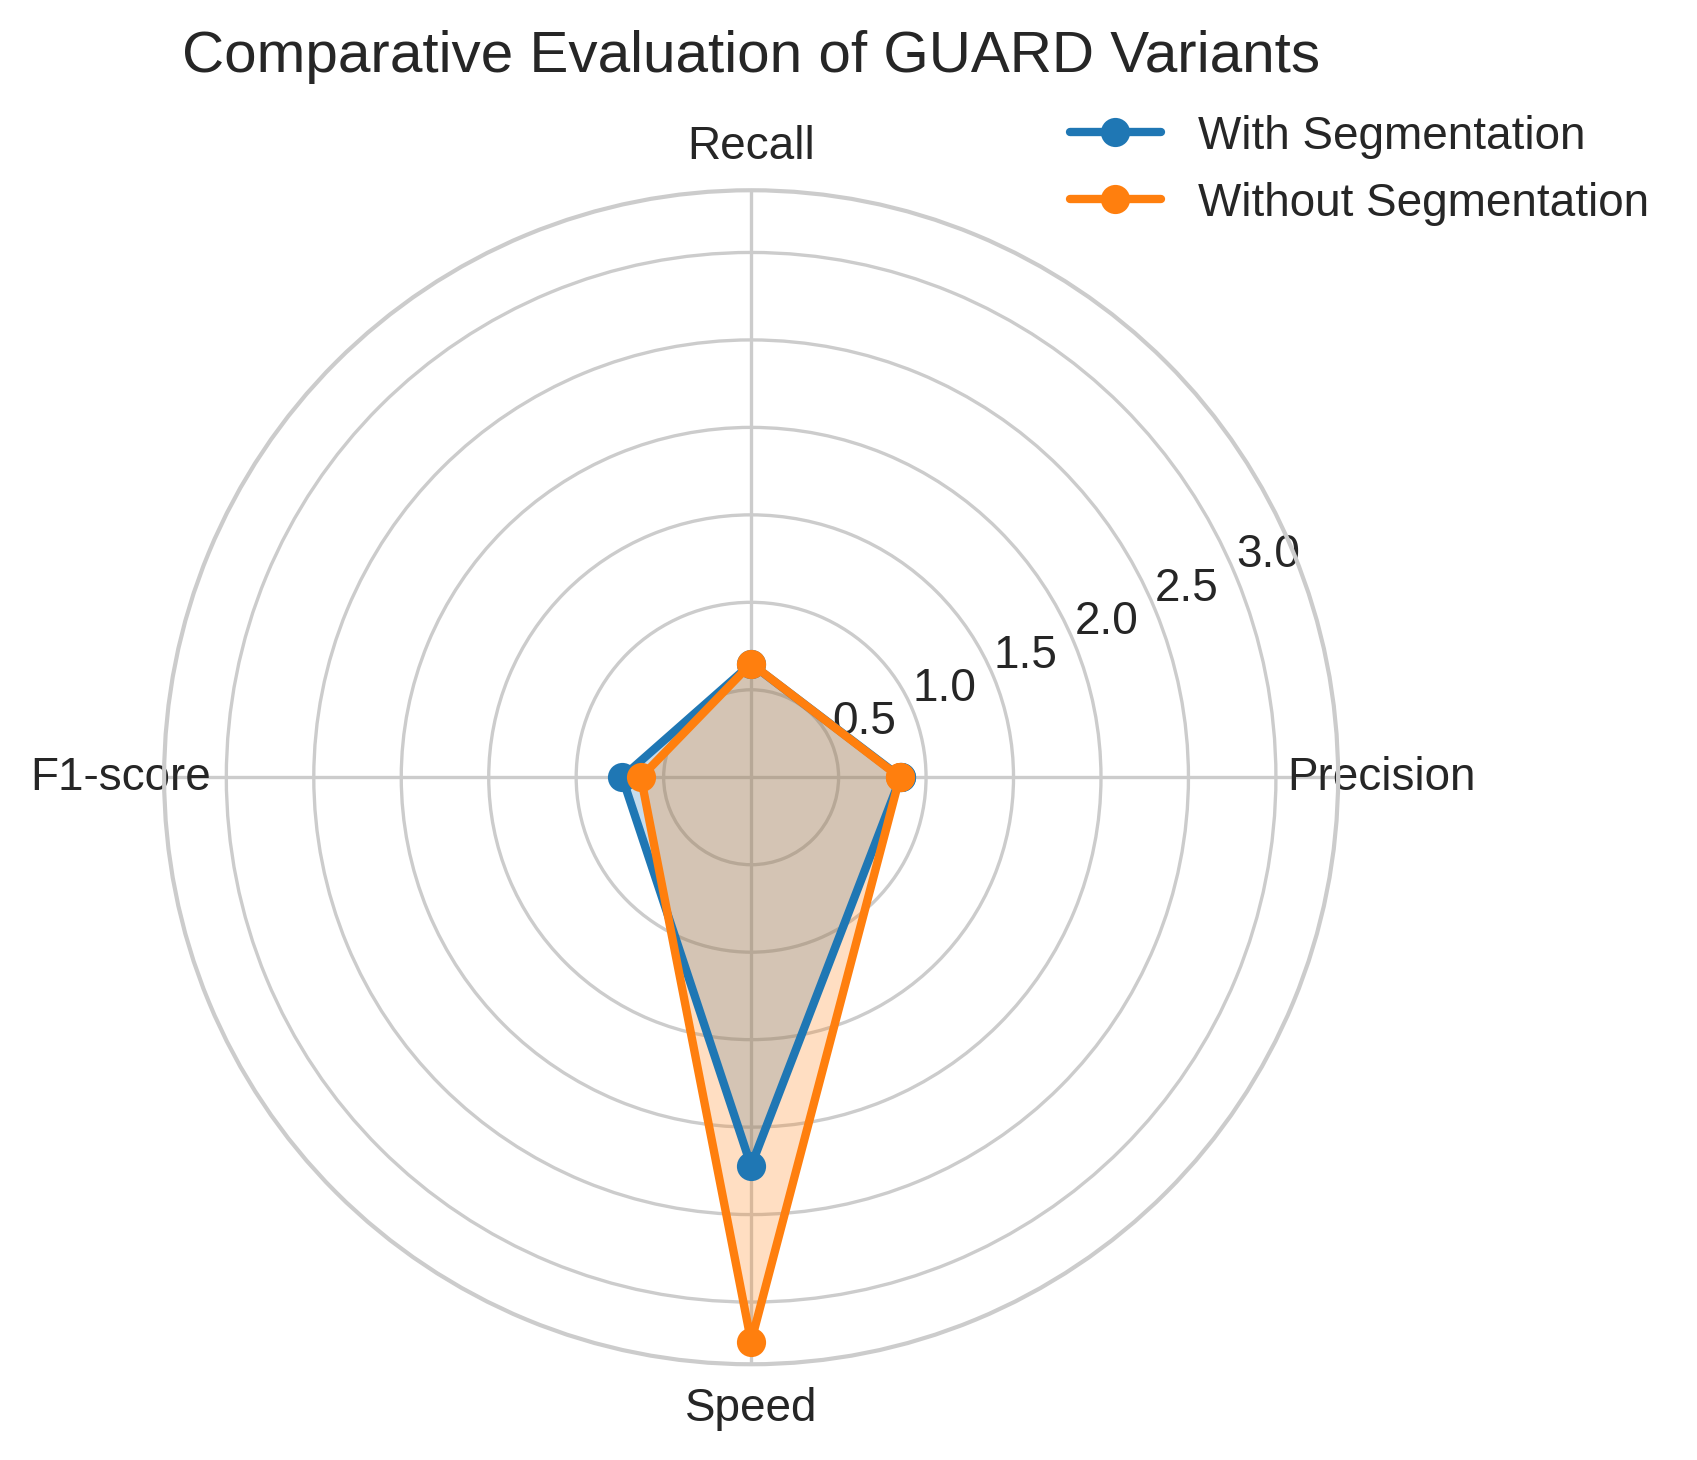 Comparative Evaluation of GUARD Variants
With Segmentation
Without Segmentation
Recall
3.0
2.5
2.0
1.5
1.0
0.5
F1-score
Precision
Speed